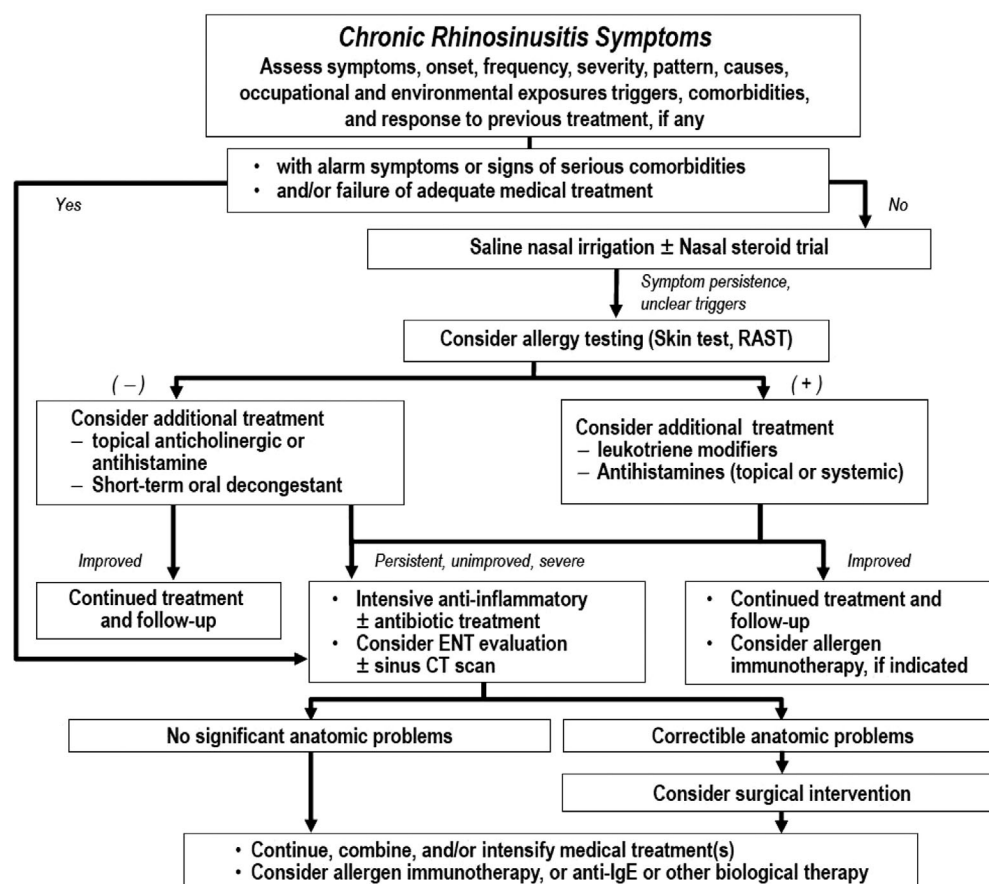 Chronic Rhinosinusitis Symptoms
Assess symptoms, onset, frequency, severity, pattern, causes,
occupational and environmental exposures triggers, comorbidities,
and response to previous treatment, if any
• with alarm symptoms or signs of serious comorbidities
• and/or failure of adequate medical treatment
Yes
No
Saline nasal irrigation ± Nasal steroid trial
Symptom persistence,
unclear triggers
Consider allergy testing (Skin test, RAST)
( – )
( + )
Consider additional treatment
– topical anticholinergic or
antihistamine
– Short-term oral decongestant
Consider additional treatment
– leukotriene modifiers
– Antihistamines (topical or systemic)
Improved
Persistent, unimproved, severe
Improved
Continued treatment
and follow-up
• Intensive anti-inflammatory
± antibiotic treatment
• Consider ENT evaluation
± sinus CT scan
• Continued treatment and
follow-up
• Consider allergen
immunotherapy, if indicated
No significant anatomic problems
Correctible anatomic problems
Consider surgical intervention
• Continue, combine, and/or intensify medical treatment(s)
• Consider allergen immunotherapy, or anti-IgE or other biological therapy